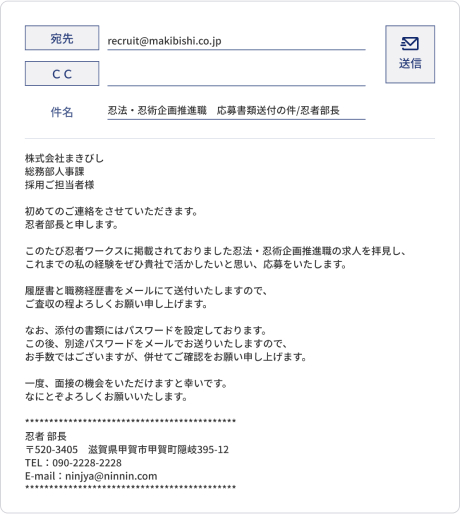 宛先
recruit@makibishi.co.jp
送信
CC
件名
忍法・忍術企画推進職　応募書類送付の件/忍者部長
株式会社まきびし
総務部人事課
採用ご担当者様
初めてのご連絡をさせていただきます。
忍者部長と申します。
このたび忍者ワークスに掲載されておりました忍法・忍術企画推進職の求人を拝見し、
これまでの私の経験をぜひ貴社で活かしたいと思い、応募をいたします。
履歴書と職務経歴書をメールにて送付いたしますので、
ご査収の程よろしくお願い申し上げます。
なお、添付の書類にはパスワードを設定しております。
この後、別途パスワードをメールでお送りいたしますので、
お手数ではございますが、併せてご確認をお願い申し上げます。
一度、面接の機会をいただけますと幸いです。
なにとぞよろしくお願いいたします。
********************************************
忍者 部長
〒520-3405　滋賀県甲賀市甲賀町隠岐395-12
TEL：090-2228-2228
E-mail：ninjya@ninnin.com
********************************************